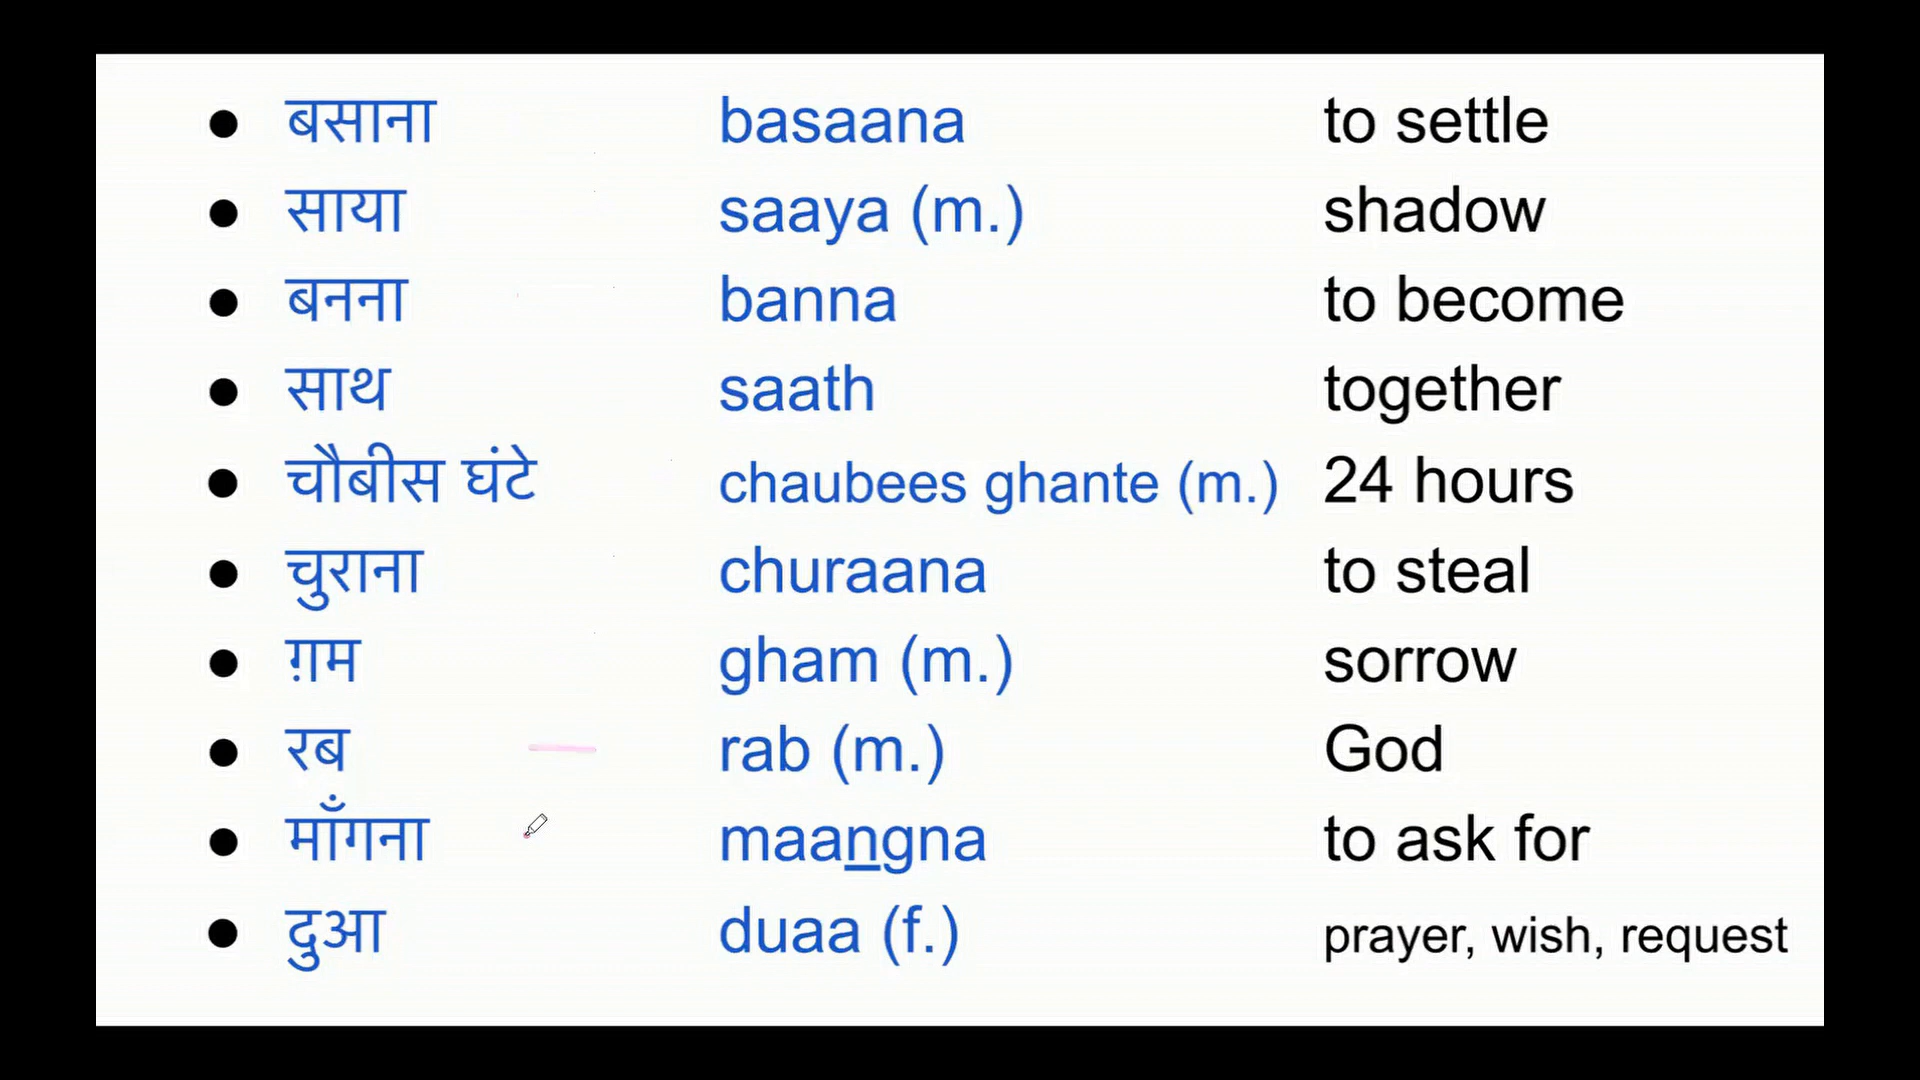 ● बसाना basaana to settle
● साया saaya (m.) shadow
● बनना banna to become
● साथ saath together
● चौबीस घंटे chaubees ghante (m.) 24 hours
● चुराना churaana to steal
● ग़म gham (m.) sorrow
● रब rab (m.) God
● माँगना maangna to ask for
● दुआ duaa (f.) prayer, wish, request